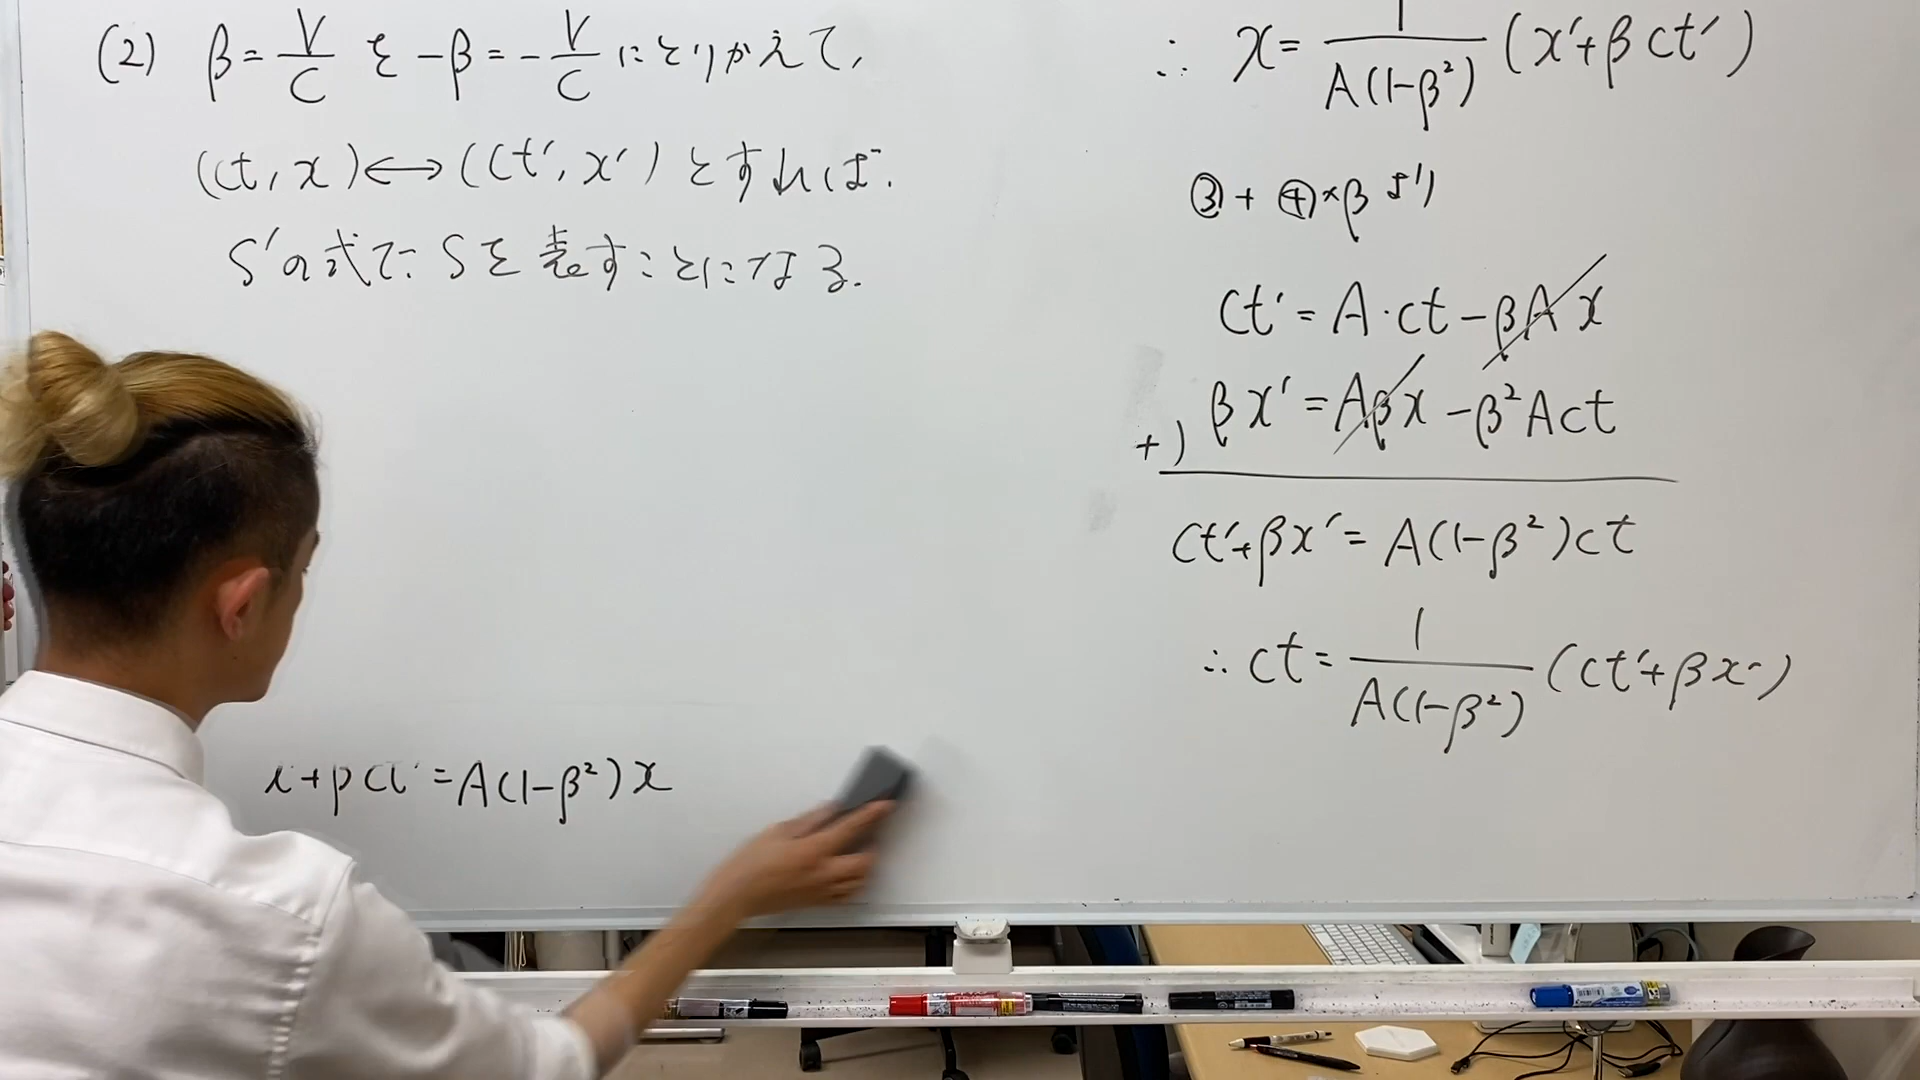 (2) β = V/C を -β = -V/C にとりかえて、
(ct, x) ⟷ (ct', x') とすれば.
S'の式で SをS表すことになる.
x'+βct' = A(1-β²)x
∴ x = 1/A(1-β²) (x'+βct')
③ + ④×β より
ct' = A・ct - βAx
+) βx' = Aβx - β²Act
ct'+βx' = A(1-β²)ct
∴ ct = 1/A(1-β²) (ct'+βx')